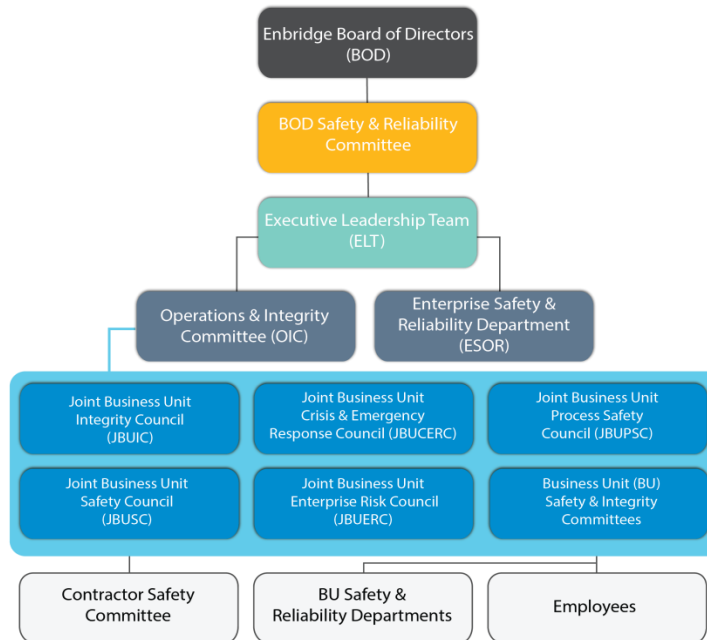 Enbridge Board of Directors
(BOD)
BOD Safety & Reliability
Committee
Executive Leadership Team
(ELT)
Operations & Integrity
Committee (OIC)
Enterprise Safety &
Reliability Department
(ESOR)
Joint Business Unit
Integrity Council
(JBUIC)
Joint Business Unit
Crisis & Emergency
Response Council (JBUCERC)
Joint Business Unit
Process Safety
Council (JBUPSC)
Joint Business Unit
Safety Council
(JBUSC)
Joint Business Unit
Enterprise Risk Council
(JBUERC)
Business Unit (BU)
Safety & Integrity
Committees
Contractor Safety
Committee
BU Safety &
Reliability Departments
Employees